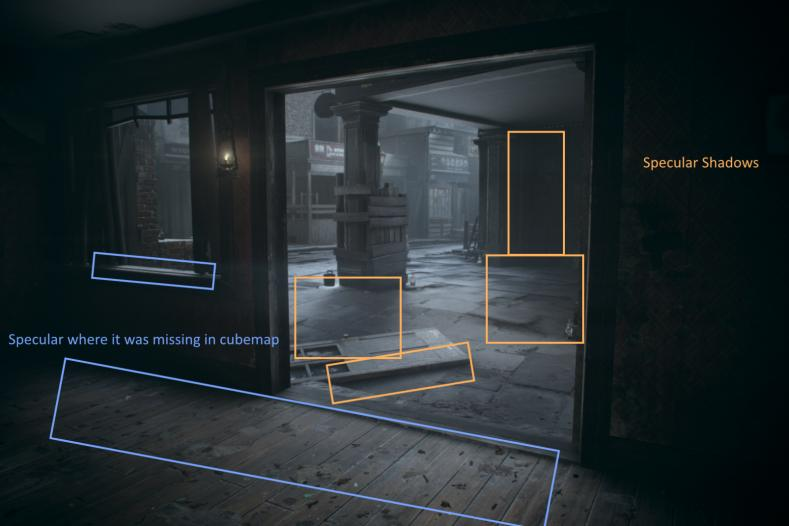 Specular Shadows
Specular where it was missing in cubemap